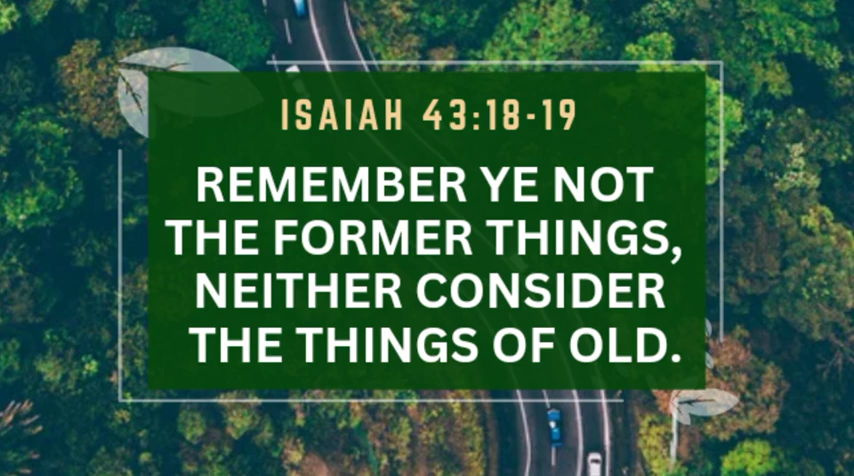 ISAIAH 43:18-19
REMEMBER YE NOT
THE FORMER THINGS,
NEITHER CONSIDER
THE THINGS OF OLD.